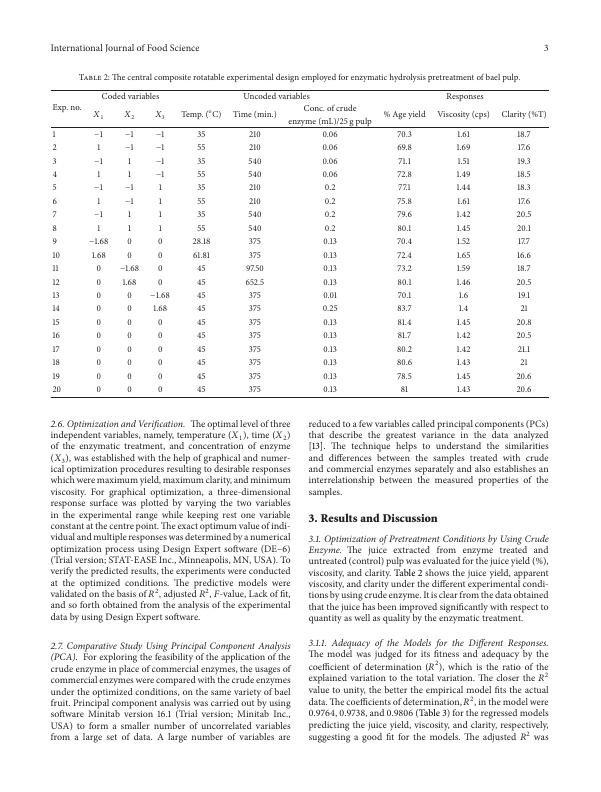 International Journal of Food Science 3
Table 2: The central composite rotatable experimental design employed for enzymatic hydrolysis pretreatment of bael pulp.
Exp. no. Coded variables Uncoded variables Responses
X1 X2 X3 Temp. (°C) Time (min.) Conc. of crude enzyme (mL)/25 g pulp % Age yield Viscosity (cps) Clarity (%T)
1 −1 −1 −1 35 210 0.06 70.3 1.61 18.7
2 1 −1 −1 55 210 0.06 69.8 1.69 17.6
3 −1 1 −1 35 540 0.06 71.1 1.51 19.3
4 1 1 −1 55 540 0.06 72.8 1.49 18.5
5 −1 −1 1 35 210 0.2 77.1 1.44 18.3
6 1 −1 1 55 210 0.2 75.8 1.61 17.6
7 −1 1 1 35 540 0.2 79.6 1.42 20.5
8 1 1 1 55 540 0.2 80.1 1.45 20.1
9 −1.68 0 0 28.18 375 0.13 70.4 1.52 17.7
10 1.68 0 0 61.81 375 0.13 72.4 1.65 16.6
11 0 −1.68 0 45 97.50 0.13 73.2 1.59 18.7
12 0 1.68 0 45 652.5 0.13 80.1 1.46 20.5
13 0 0 −1.68 45 375 0.01 70.1 1.6 19.1
14 0 0 1.68 45 375 0.25 83.7 1.4 21
15 0 0 0 45 375 0.13 81.4 1.45 20.8
16 0 0 0 45 375 0.13 81.7 1.42 20.5
17 0 0 0 45 375 0.13 80.2 1.42 21.1
18 0 0 0 45 375 0.13 80.6 1.43 21
19 0 0 0 45 375 0.13 78.5 1.45 20.6
20 0 0 0 45 375 0.13 81 1.43 20.6
2.6. Optimization and Verification. The optimal level of three
independent variables, namely, temperature (X1), time (X2)
of the enzymatic treatment, and concentration of enzyme
(X3), was established with the help of graphical and numer-
ical optimization procedures resulting to desirable responses
which were maximum yield, maximum clarity, and minimum
viscosity. For graphical optimization, a three-dimensional
response surface was plotted by varying the two variables
in the experimental range while keeping rest one variable
constant at the centre point. The exact optimum value of indi-
vidual and multiple responses was determined by a numerical
optimization process using Design Expert software (DE-6)
(Trial version; STAT-EASE Inc., Minneapolis, MN, USA). To
verify the predicted results, the experiments were conducted
at the optimized conditions. The predictive models were
validated on the basis of R², adjusted R², F-value, Lack of fit,
and so forth obtained from the analysis of the experimental
data by using Design Expert software.
2.7. Comparative Study Using Principal Component Analysis
(PCA). For exploring the feasibility of the application of the
crude enzyme in place of commercial enzymes, the usages of
commercial enzymes were compared with the crude enzymes
under the optimized conditions, on the same variety of bael
fruit. Principal component analysis was carried out by using
software Minitab version 16.1 (Trial version; Minitab Inc.,
USA) to form a smaller number of uncorrelated variables
from a large set of data. A large number of variables are
reduced to a few variables called principal components (PCs)
that describe the greatest variance in the data analyzed
[13]. The technique helps to understand the similarities
and differences between the samples treated with crude
and commercial enzymes separately and also establishes an
interrelationship between the measured properties of the
samples.
3. Results and Discussion
3.1. Optimization of Pretreatment Conditions by Using Crude
Enzyme. The juice extracted from enzyme treated and
untreated (control) pulp was evaluated for the juice yield (%),
viscosity, and clarity. Table 2 shows the juice yield, apparent
viscosity, and clarity under the different experimental condi-
tions by using crude enzyme. It is clear from the data obtained
that the juice has been improved significantly with respect to
quantity as well as quality by the enzymatic treatment.
3.1.1. Adequacy of the Models for the Different Responses.
The model was judged for its fitness and adequacy by the
coefficient of determination (R²), which is the ratio of the
explained variation to the total variation. The closer the R²
value to unity, the better the empirical model fits the actual
data. The coefficients of determination, R², in the model were
0.9764, 0.9738, and 0.9806 (Table 3) for the regressed models
predicting the juice yield, viscosity, and clarity, respectively,
suggesting a good fit for the models. The adjusted R² was